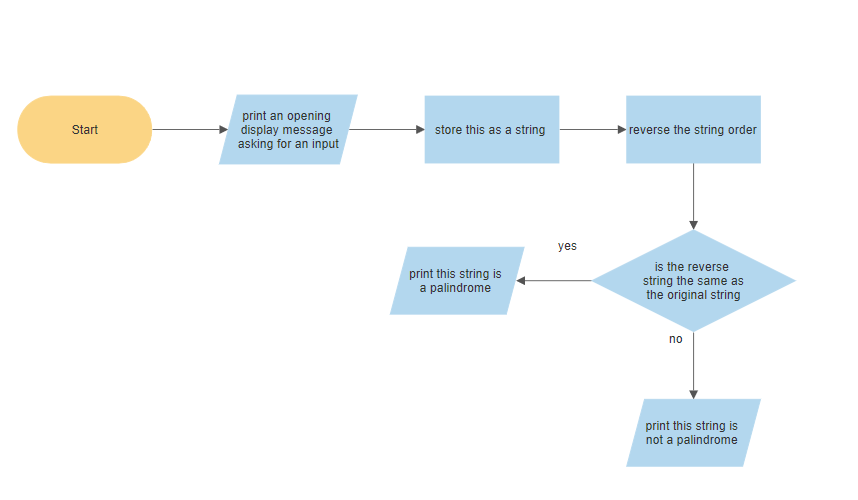 Start
print an opening
display message
asking for an input
store this as a string
reverse the string order
yes
print this string is
a palindrome
is the reverse
string the same as
the original string
no
print this string is
not a palindrome